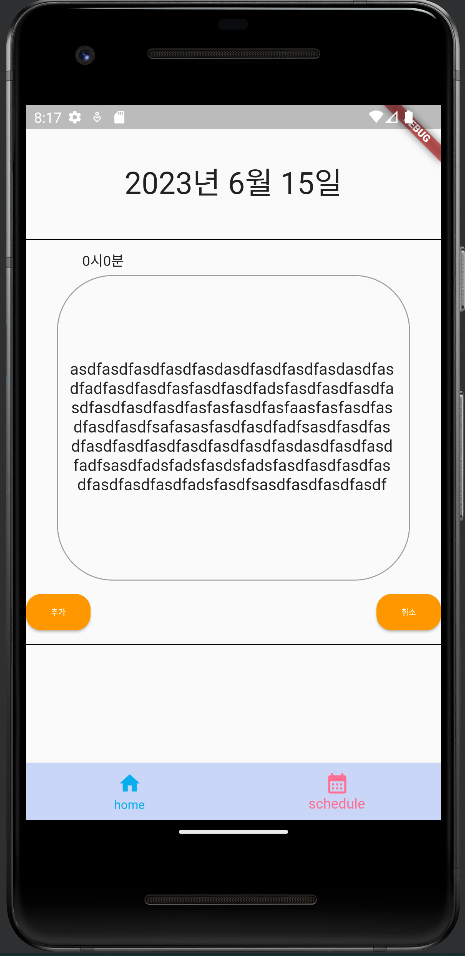 8:17
DEBUG
2023년 6월 15일
0시0분
asdfasdfasdfasdfasdasdfasdfasdfasdasdfas
dfadfasdfasdfasfasdfasdfadsfasdfasdfasdfa
sdfasdfasdfasdfasfasfasdfasfaasfasfasdfas
dfasdfasdfsafasasfasdfasdfadfsasdfasdfas
dfasdfasdfasdfasdfasdfasdfasdasdfasdfasd
fadfsasdfadsfadsfasdsfadsfasdfasdfasdfas
dfasdfasdfasdfadsfasdfsasdfasdfasdfasdf
추가
취소
home
schedule